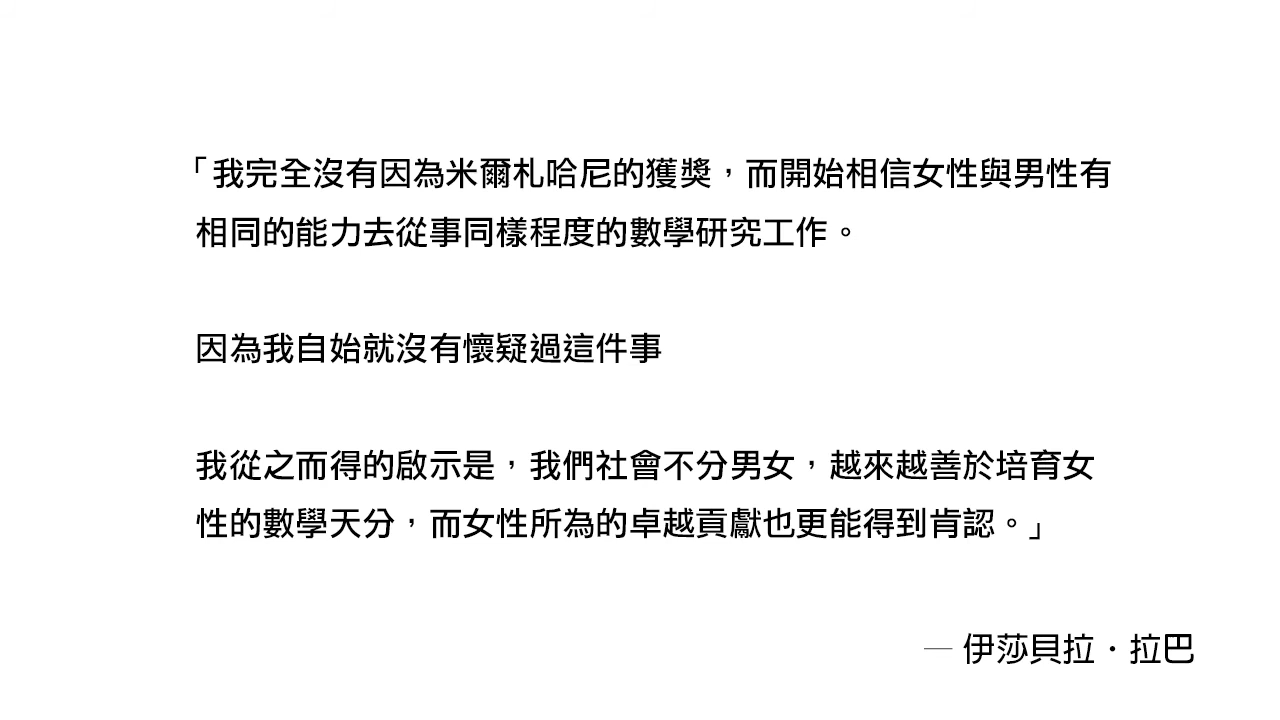 「我完全沒有因為米爾札哈尼的獲獎，而開始相信女性與男性有
相同的能力去從事同樣程度的數學研究工作。
因為我自始就沒有懷疑過這件事
我從之而得的啟示是，我們社會不分男女，越來越善於培育女
性的數學天分，而女性所為的卓越貢獻也更能得到肯認。」
— 伊莎貝拉・拉巴